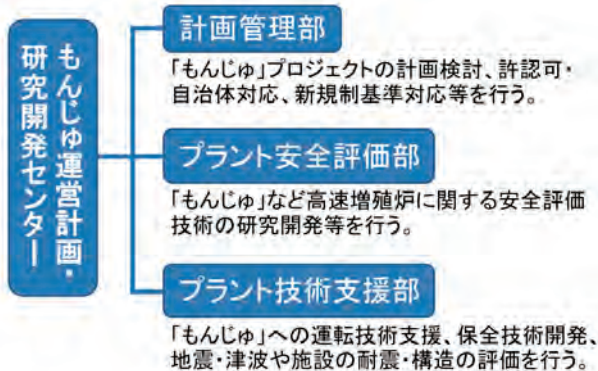 もんじゅ運営計画・
研究開発センター
計画管理部
「もんじゅ」プロジェクトの計画検討、許認可・
自治体対応、新規制基準対応等を行う。
プラント安全評価部
「もんじゅ」など高速増殖炉に関する安全評価
技術の研究開発等を行う。
プラント技術支援部
「もんじゅ」への運転技術支援、保全技術開発、
地震・津波や施設の耐震・構造の評価を行う。